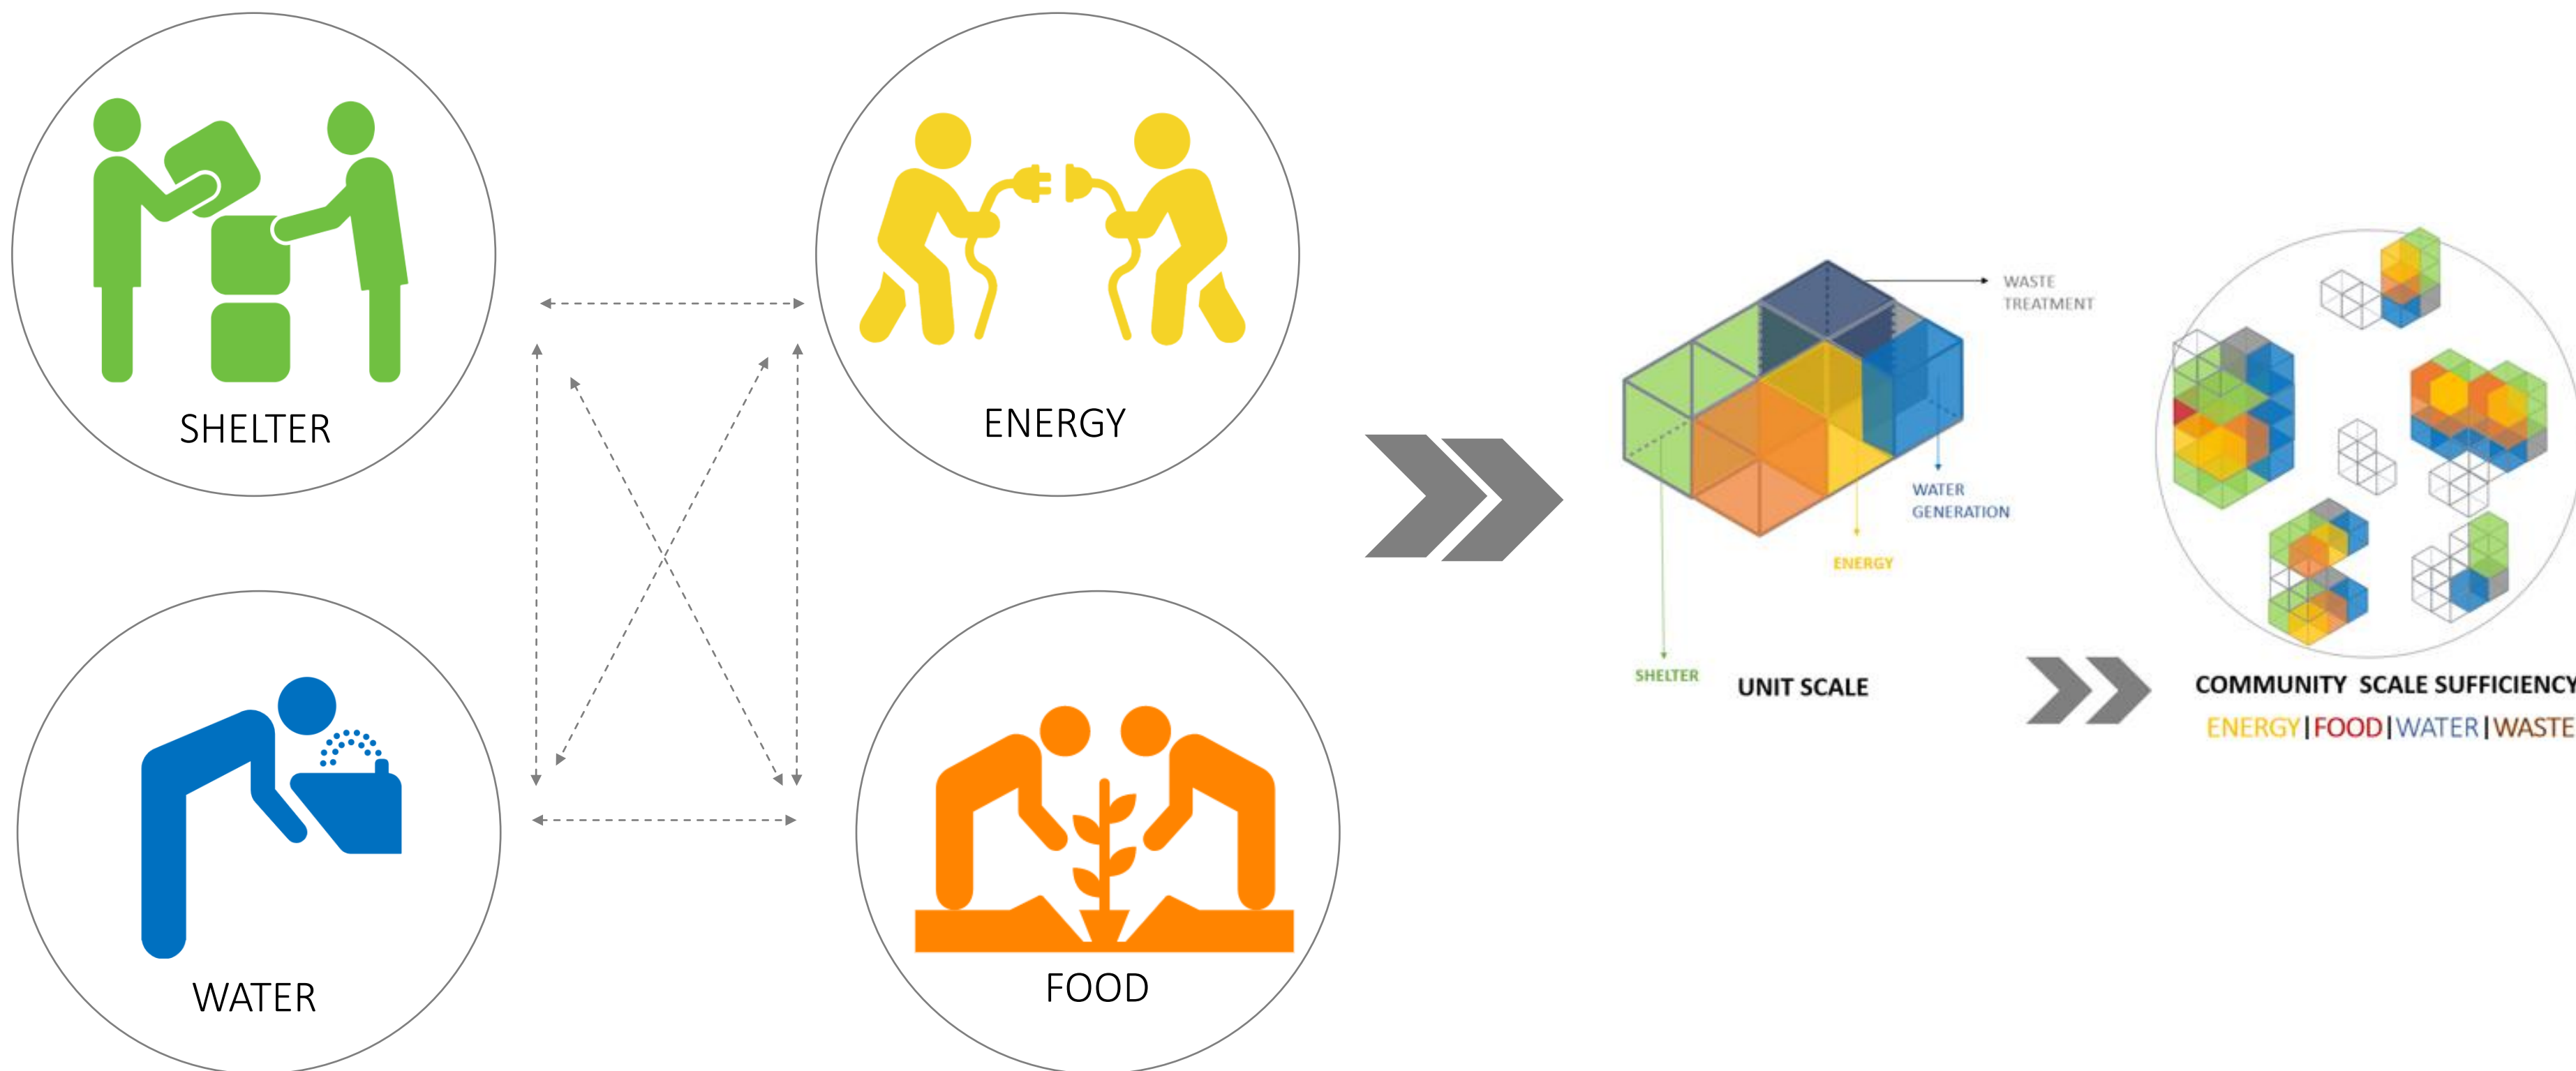 SHELTER
ENERGY
WATER
FOOD
WASTE
TREATMENT
WATER
GENERATION
ENERGY
SHELTER
UNIT SCALE
COMMUNITY SCALE SUFFICIENCY
ENERGY|FOOD|WATER|WASTE